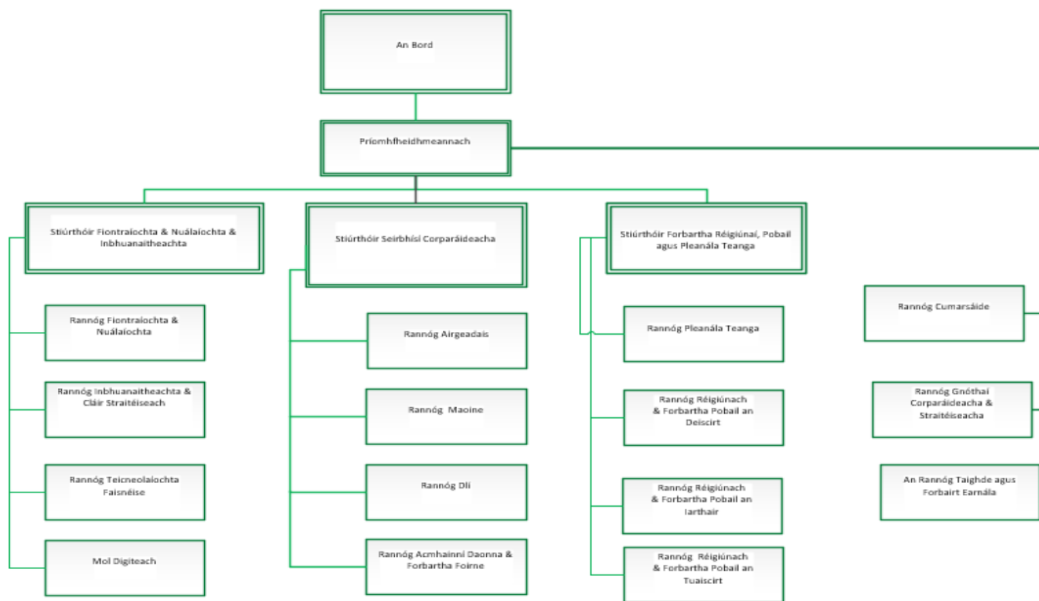 An Bord
Príomhfheidhmeannach
Stiúrthóir Fiontraíochta & Nuálaíochta &
Inbhuanaitheachta
Stiúrthóir Seirbhísí Corparáideacha
Stiúrthóir Forbartha Réigiúnaí, Pobail
agus Pleanála Teanga
Rannóg Fiontraíochta &
Nuálaíochta
Rannóg Inbhuanaitheachta &
Cláir Straitéiseach
Rannóg Teicneolaíochta
Faisnéise
Mol Digiteach
Rannóg Airgeadais
Rannóg Maoine
Rannóg Dlí
Rannóg Acmhainní Daonna &
Forbartha Foirne
Rannóg Pleanála Teanga
Rannóg Réigiúnach
& Forbartha Pobail an
Deiscirt
Rannóg Réigiúnach
& Forbartha Pobail an
Iarthair
Rannóg Réigiúnach
& Forbartha Pobail an
Tuaiscirt
Rannóg Cumarsáide
Rannóg Gnóthaí
Corparáideacha &
Straitéiseacha
An Rannóg Taighde agus
Forbairt Earnála